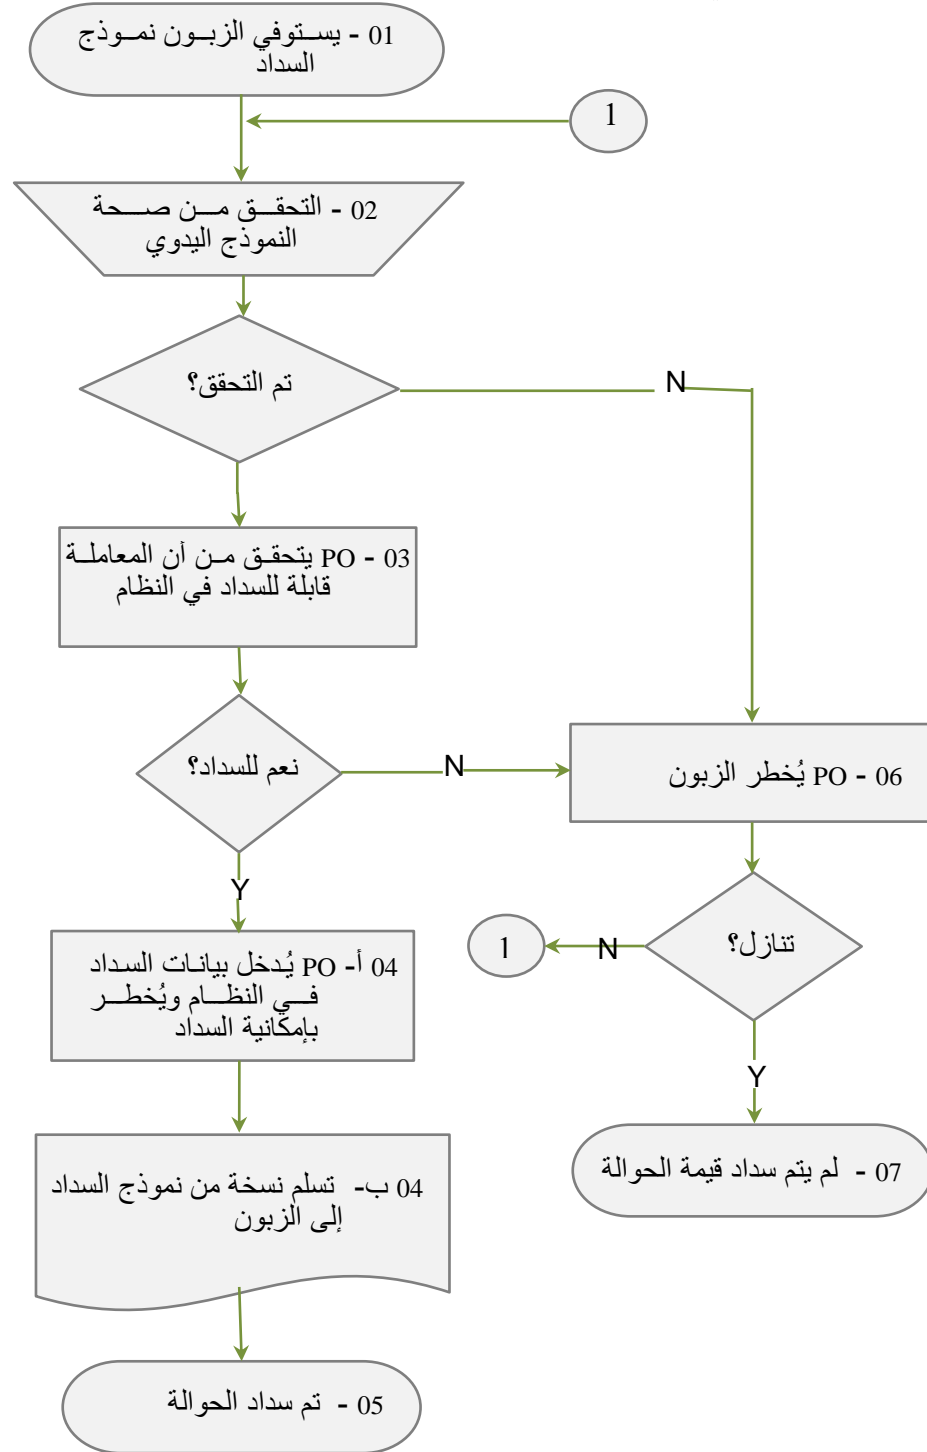 01 - يستوفي الزبون نموذج
السداد
1
02 - التحقق من صحة
النموذج اليدوي
تم التحقق؟
N
03 - PO يتحقق من أن المعاملة
قابلة للسداد في النظام
نعم للسداد؟
N
06 - PO يُخطر الزبون
Y
تنازل؟
N
1
04 أ- PO يُدخل بيانات السداد
في النظام ويُخطر
بإمكانية السداد
Y
07 - لم يتم سداد قيمة الحوالة
04 ب- تسلم نسخة من نموذج السداد
إلى الزبون
05 - تم سداد الحوالة